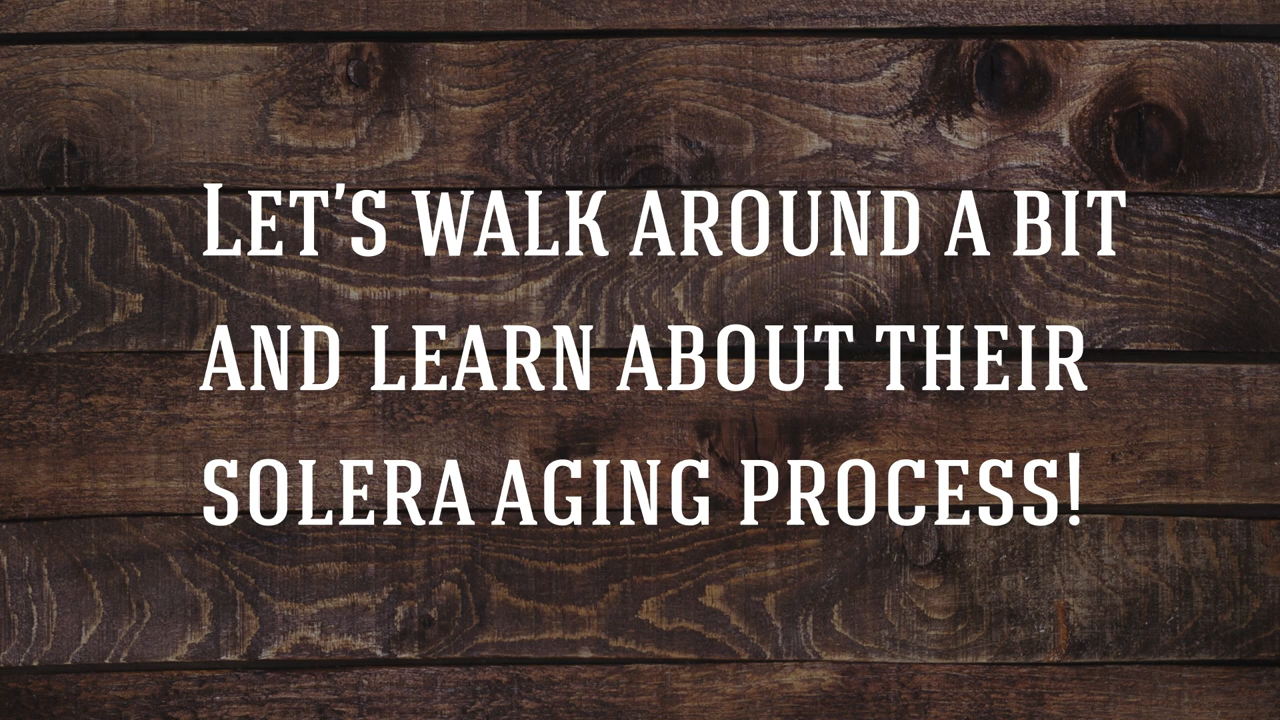 Let's walk around a bit
and learn about their
solera aging process!